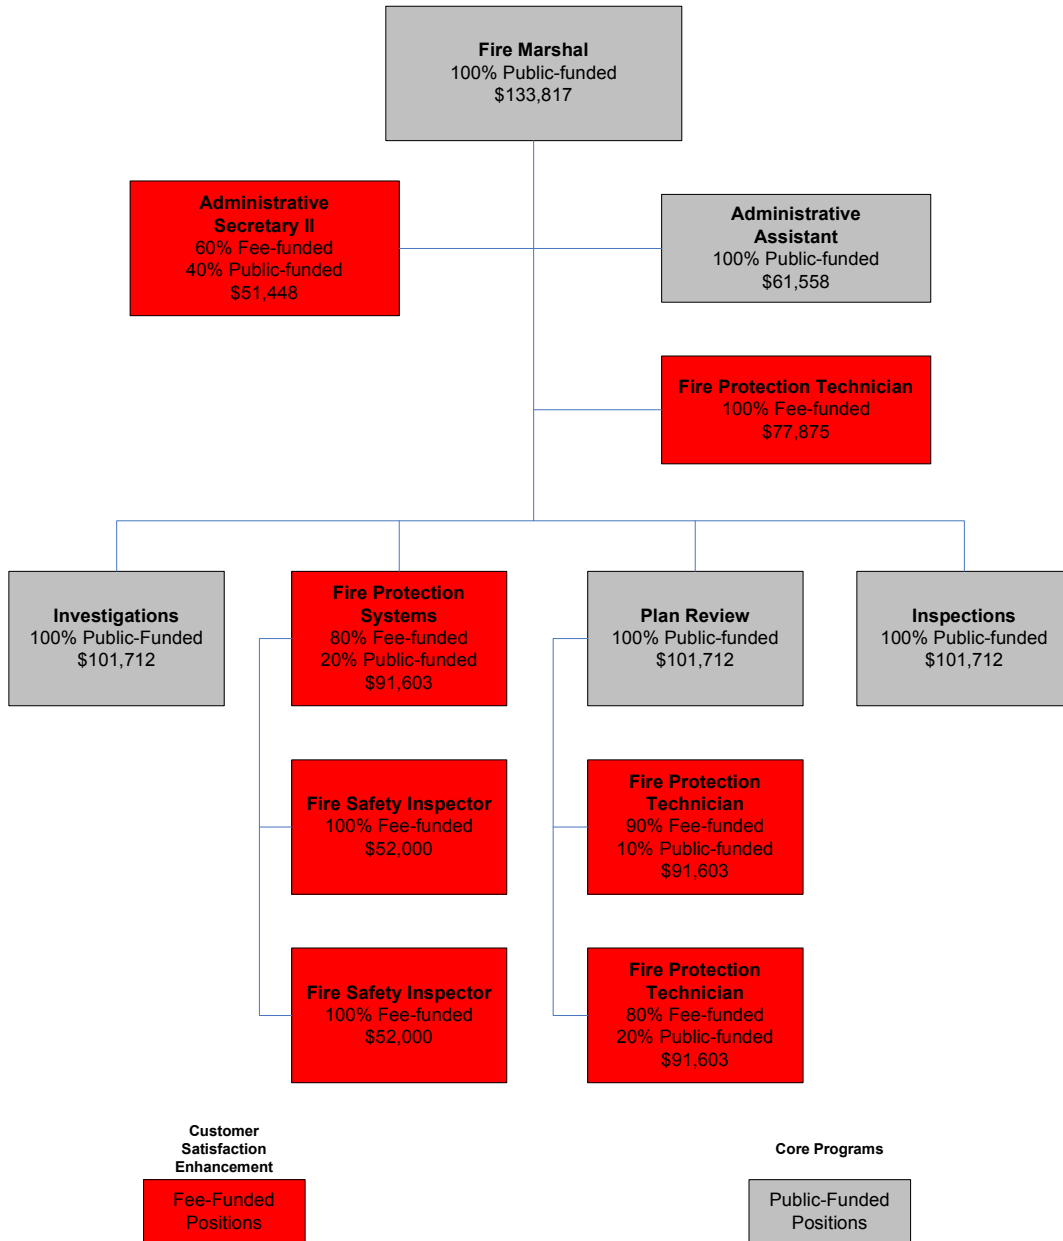 Fire Marshal
100% Public-funded
$133,817
Administrative
Secretary II
60% Fee-funded
40% Public-funded
$51,448
Administrative
Assistant
100% Public-funded
$61,558
Fire Protection Technician
100% Fee-funded
$77,875
Investigations
100% Public-Funded
$101,712
Fire Protection
Systems
80% Fee-funded
20% Public-funded
$91,603
Plan Review
100% Public-funded
$101,712
Inspections
100% Public-funded
$101,712
Fire Safety Inspector
100% Fee-funded
$52,000
Fire Protection
Technician
90% Fee-funded
10% Public-funded
$91,603
Fire Safety Inspector
100% Fee-funded
$52,000
Fire Protection
Technician
80% Fee-funded
20% Public-funded
$91,603
Customer
Satisfaction
Enhancement
Fee-Funded
Positions
Core Programs
Public-Funded
Positions